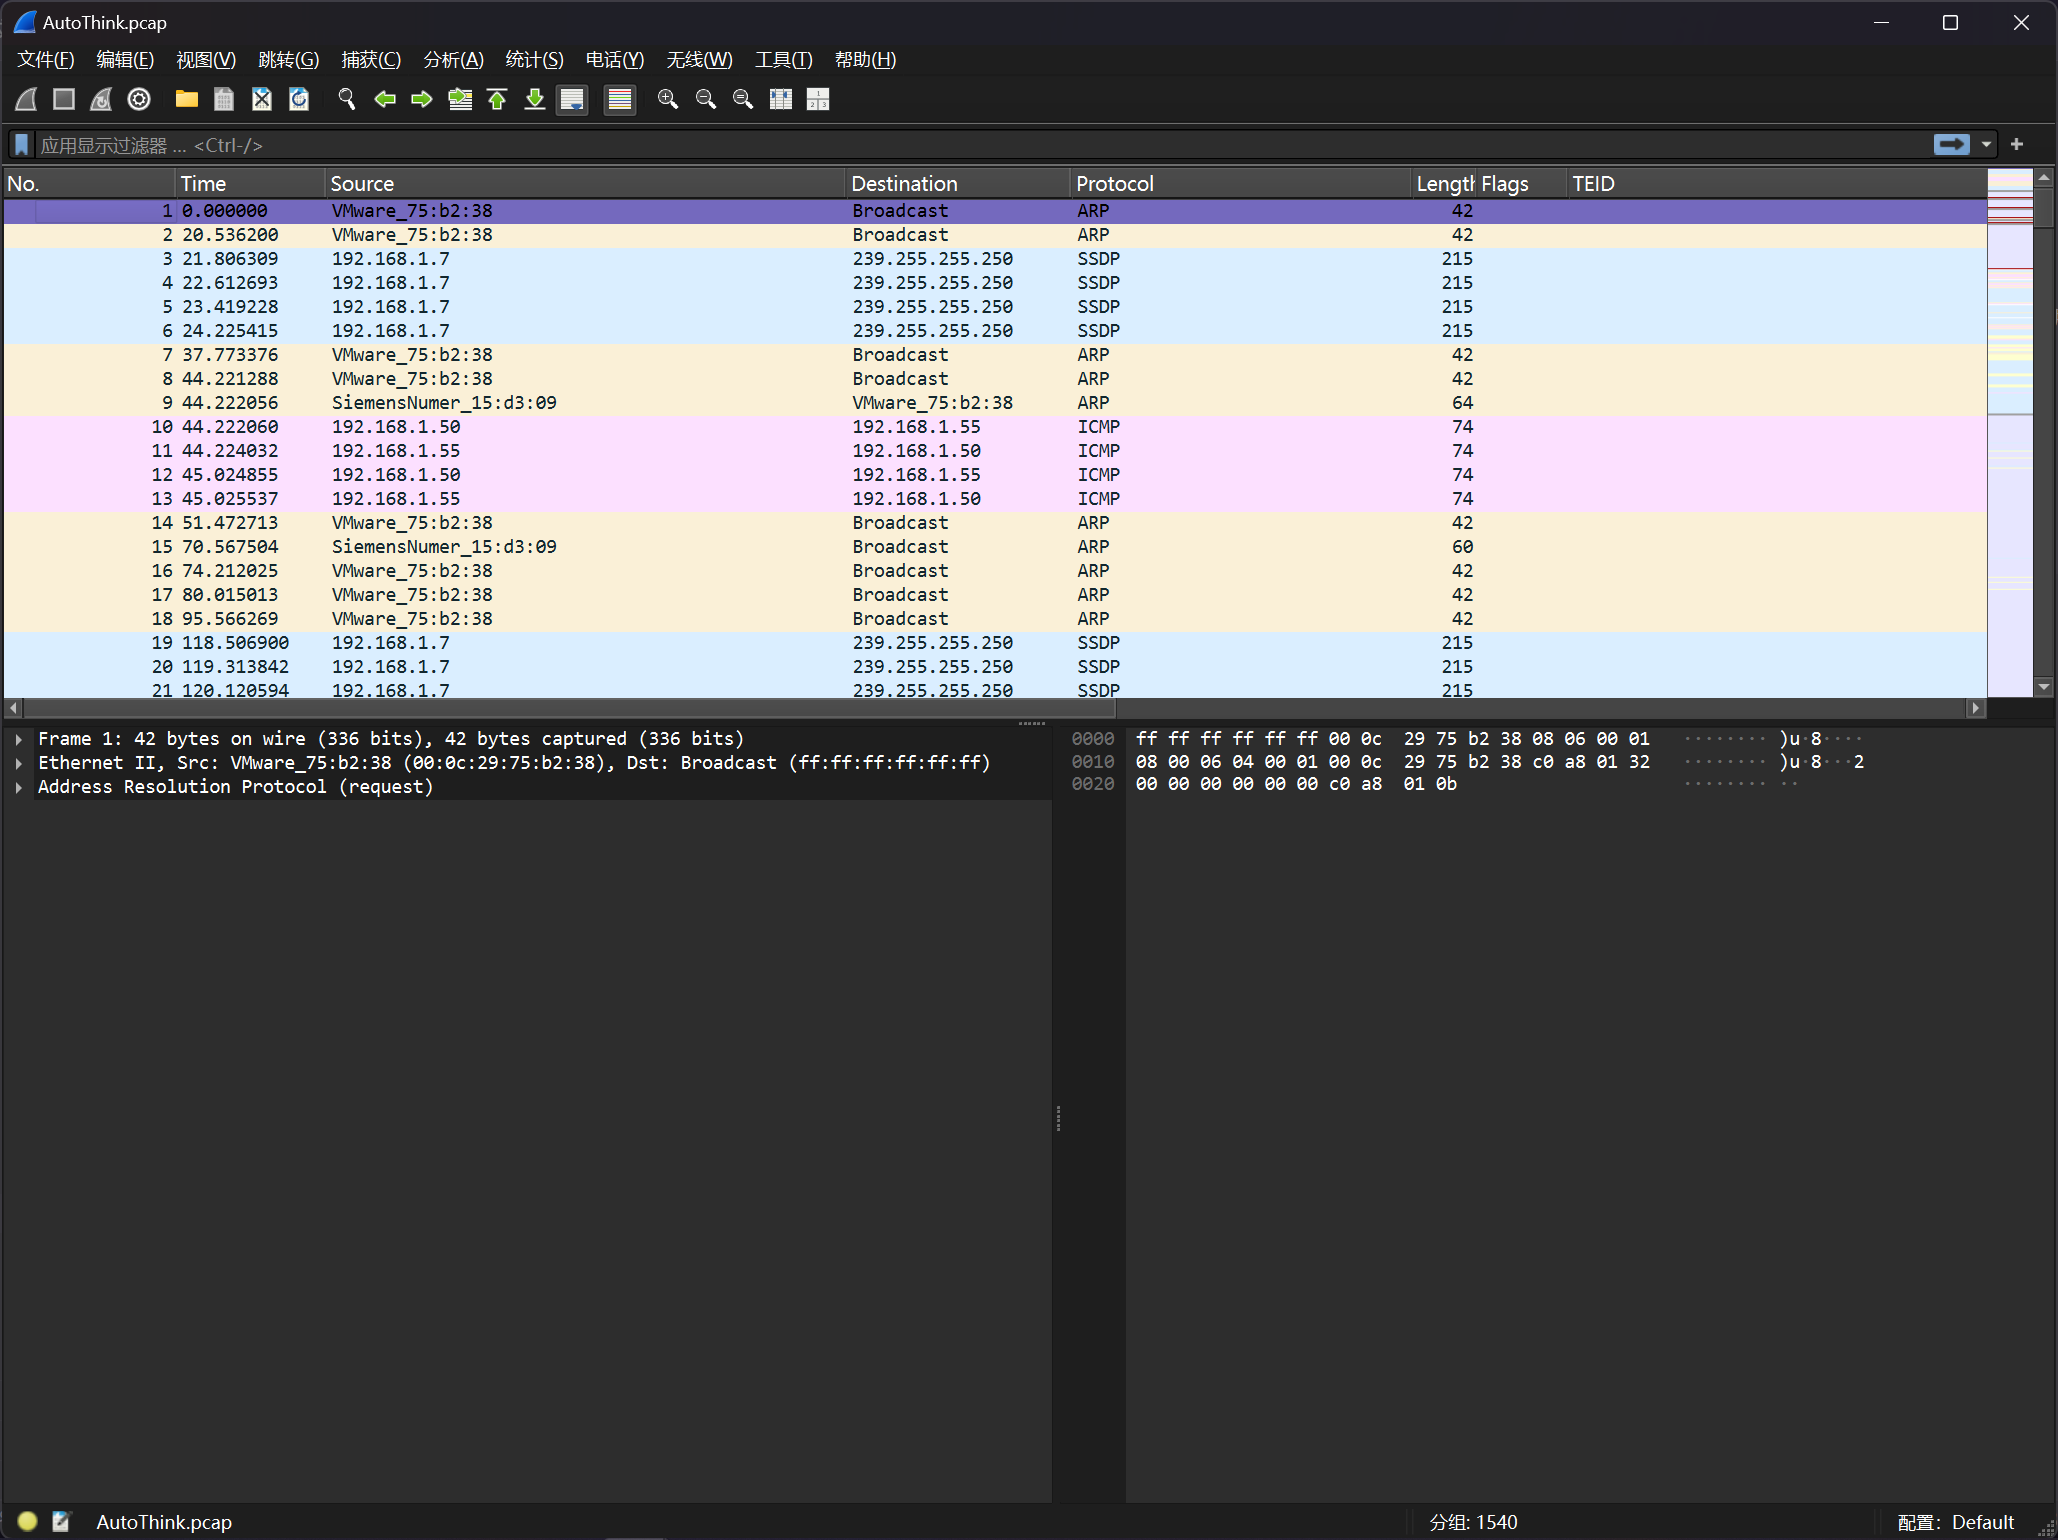 AutoThink.pcap
文件(F) 编辑(E) 视图(V) 跳转(G) 捕获(C) 分析(A) 统计(S) 电话(Y) 无线(W) 工具(T) 帮助(H)
应用显示过滤器 … <Ctrl-/>
No. Time Source Destination Protocol Length Flags TEID
1 0.000000 VMware_75:b2:38 Broadcast ARP 42
2 20.536200 VMware_75:b2:38 Broadcast ARP 42
3 21.806309 192.168.1.7 239.255.255.250 SSDP 215
4 22.612693 192.168.1.7 239.255.255.250 SSDP 215
5 23.419228 192.168.1.7 239.255.255.250 SSDP 215
6 24.225415 192.168.1.7 239.255.255.250 SSDP 215
7 37.773376 VMware_75:b2:38 Broadcast ARP 42
8 44.221288 VMware_75:b2:38 Broadcast ARP 42
9 44.222056 SiemensNumer_15:d3:09 VMware_75:b2:38 ARP 64
10 44.222060 192.168.1.50 192.168.1.55 ICMP 74
11 44.224032 192.168.1.55 192.168.1.50 ICMP 74
12 45.024855 192.168.1.50 192.168.1.55 ICMP 74
13 45.025537 192.168.1.55 192.168.1.50 ICMP 74
14 51.472713 VMware_75:b2:38 Broadcast ARP 42
15 70.567504 SiemensNumer_15:d3:09 Broadcast ARP 60
16 74.212025 VMware_75:b2:38 Broadcast ARP 42
17 80.015013 VMware_75:b2:38 Broadcast ARP 42
18 95.566269 VMware_75:b2:38 Broadcast ARP 42
19 118.506900 192.168.1.7 239.255.255.250 SSDP 215
20 119.313842 192.168.1.7 239.255.255.250 SSDP 215
21 120.120594 192.168.1.7 239.255.255.250 SSDP 215
Frame 1: 42 bytes on wire (336 bits), 42 bytes captured (336 bits)
Ethernet II, Src: VMware_75:b2:38 (00:0c:29:75:b2:38), Dst: Broadcast (ff:ff:ff:ff:ff:ff)
Address Resolution Protocol (request)
0000 ff ff ff ff ff ff 00 0c 29 75 b2 38 08 06 00 01 ········ )u·8····
0010 08 00 06 04 00 01 00 0c 29 75 b2 38 c0 a8 01 32 ········ )u·8···2
0020 00 00 00 00 00 00 c0 a8 01 0b ········ ··
AutoThink.pcap 分组: 1540 配置: Default